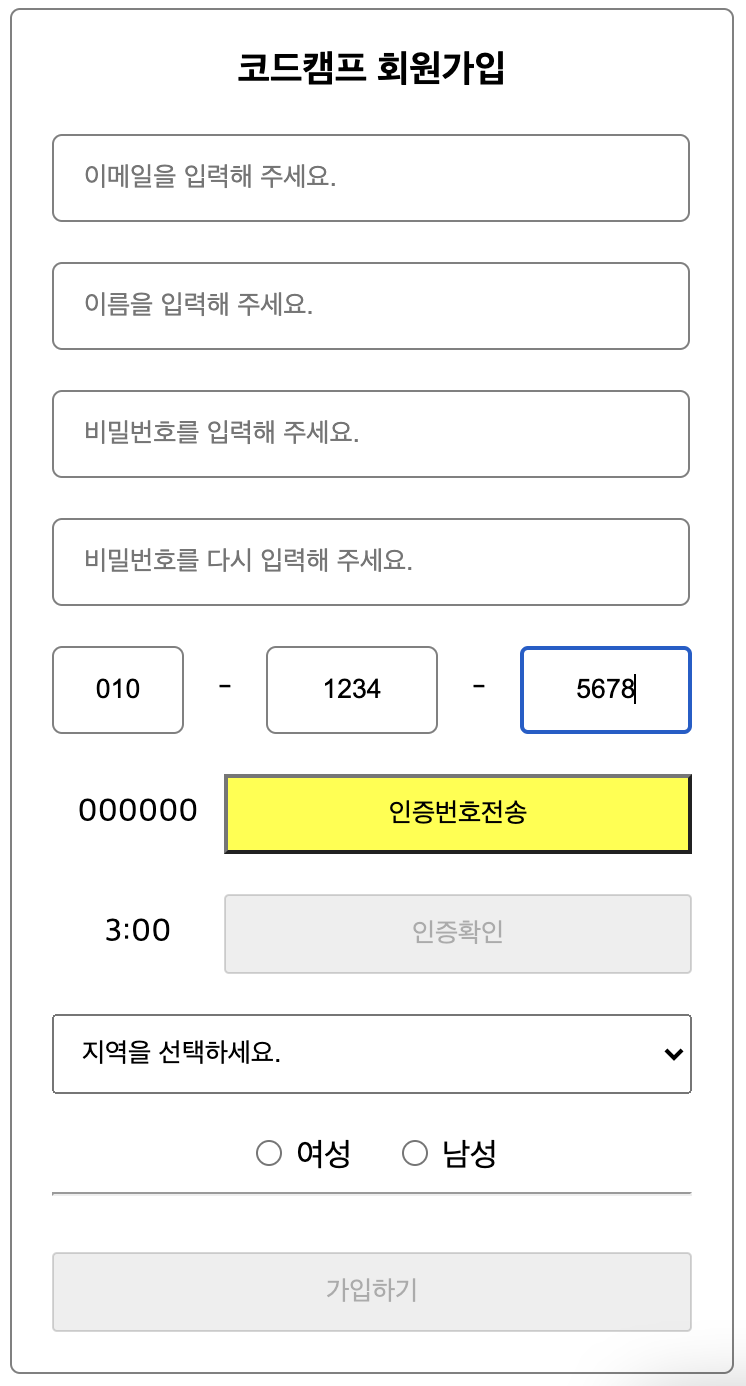 코드캠프 회원가입
이메일을 입력해 주세요.
이름을 입력해 주세요.
비밀번호를 입력해 주세요.
비밀번호를 다시 입력해 주세요.
010 - 1234 - 5678
000000 인증번호전송
3:00 인증확인
지역을 선택하세요.
여성 남성
가입하기